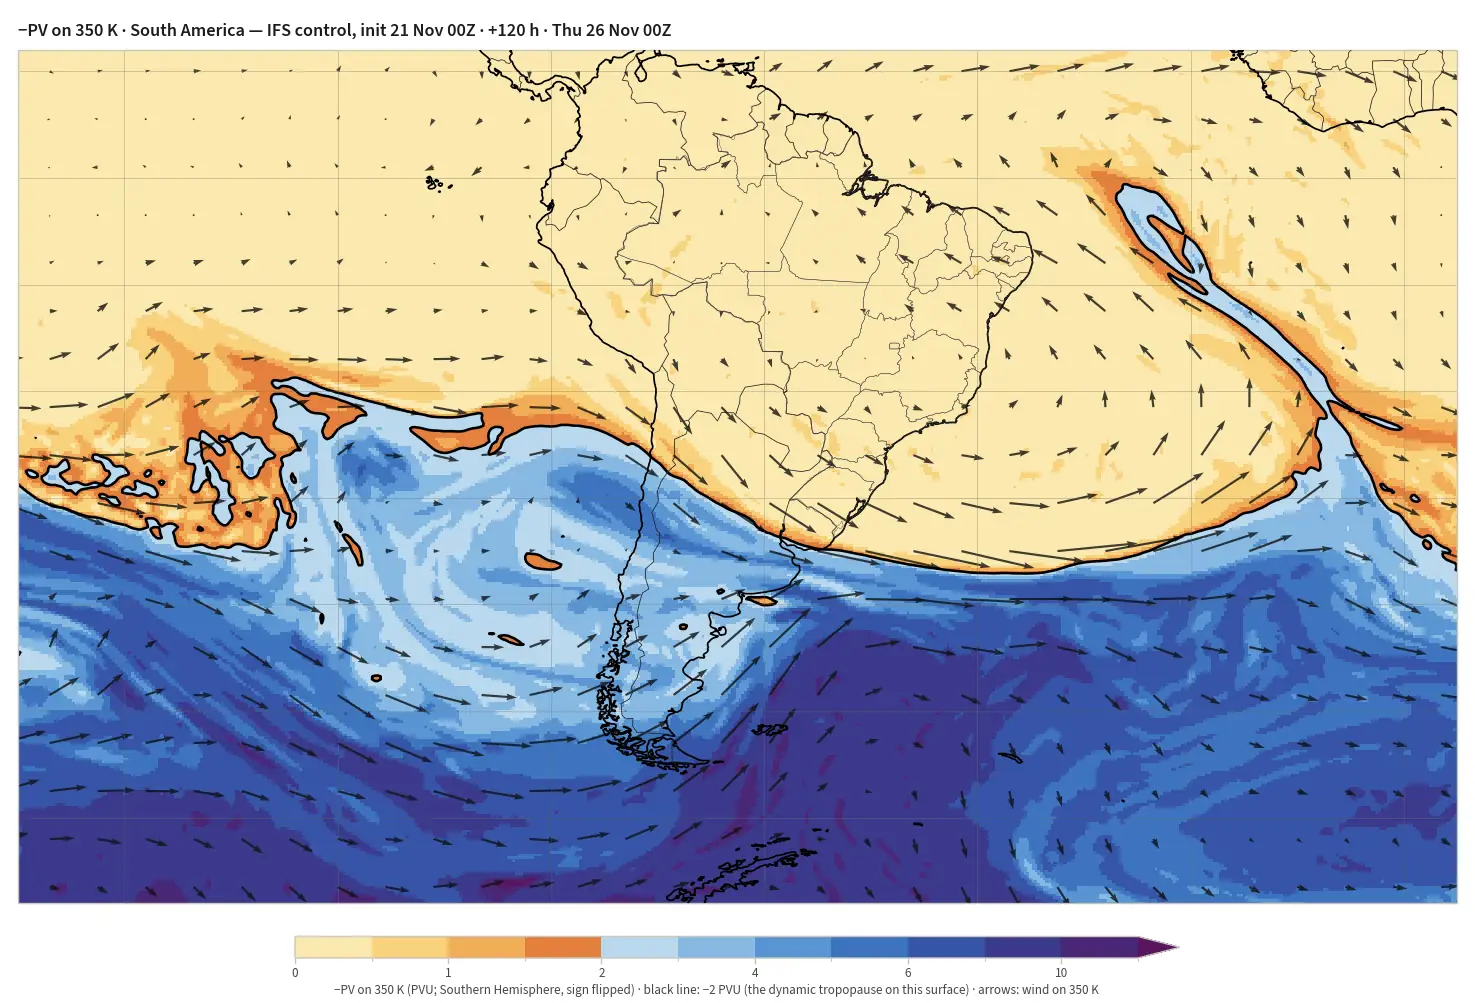 −PV on 350 K · South America — IFS control, init 21 Nov 00Z · +120 h · Thu 26 Nov 00Z
0 1 2 4 6 10
−PV on 350 K (PVU; Southern Hemisphere, sign flipped) · black line: −2 PVU (the dynamic tropopause on this surface) · arrows: wind on 350 K